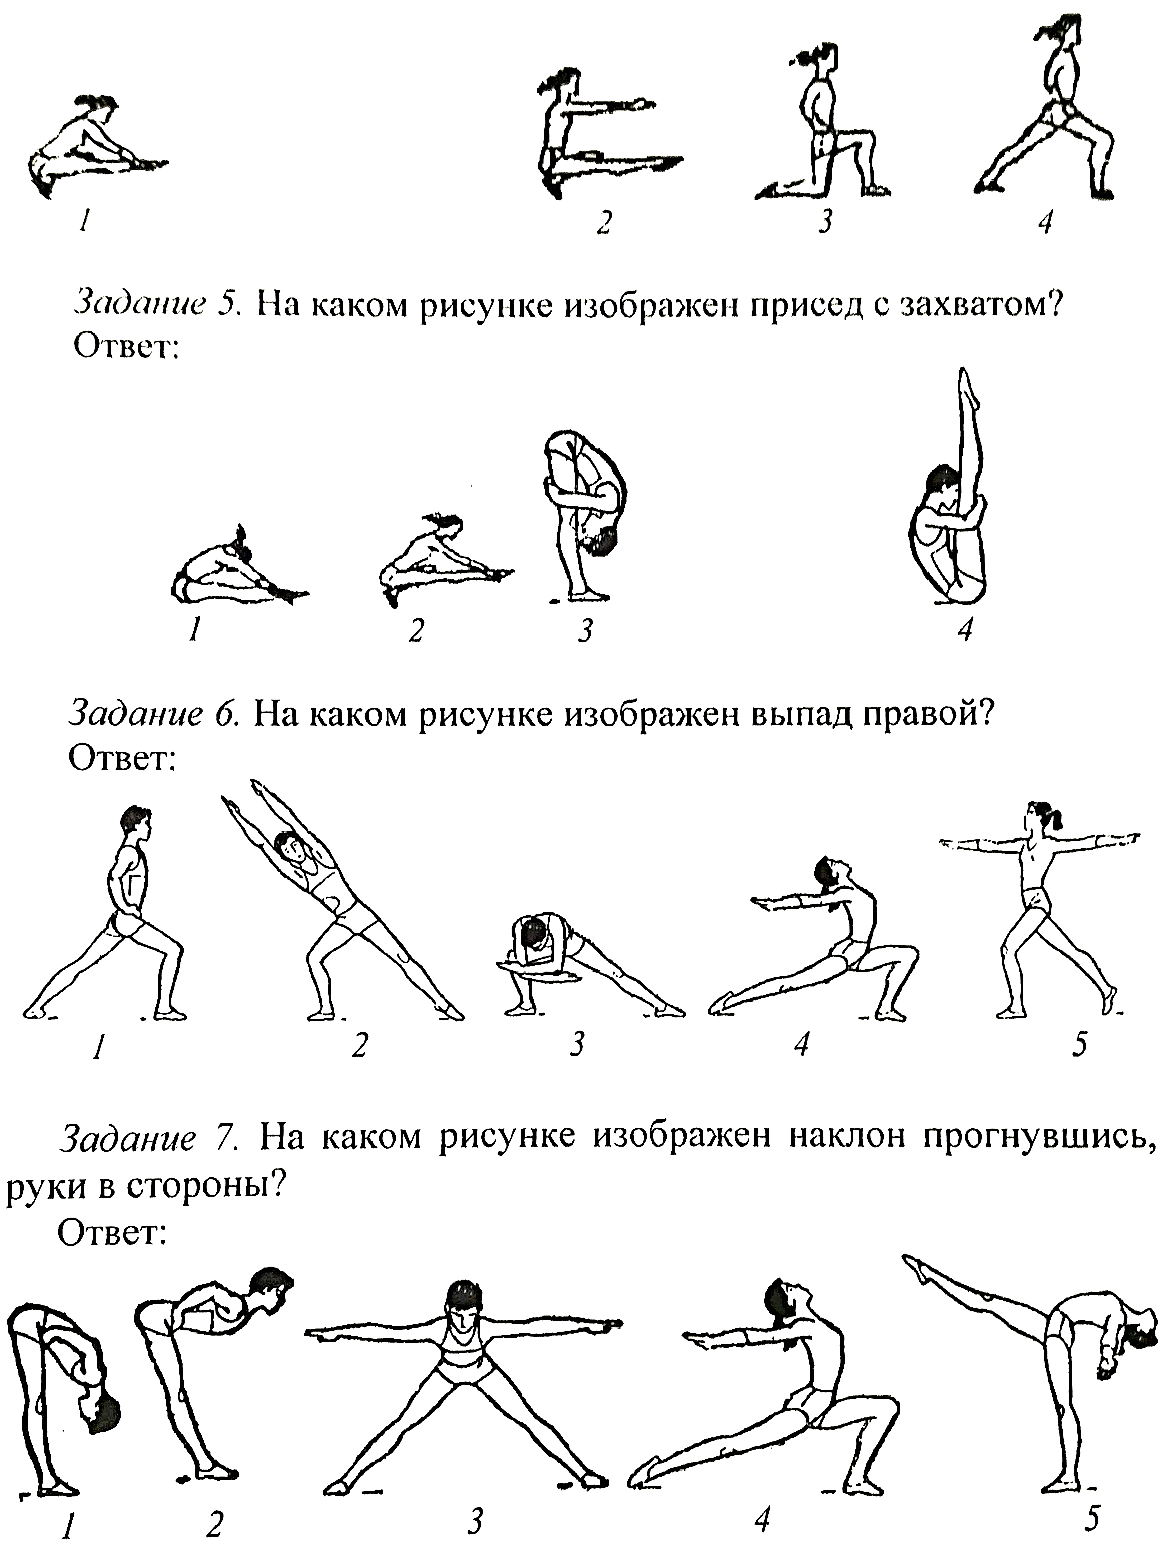 1 2 3 4
Задание 5. На каком рисунке изображен присед с захватом?
Ответ:
1 2 3 4
Задание 6. На каком рисунке изображен выпад правой?
Ответ:
1 2 3 4 5
Задание 7. На каком рисунке изображен наклон прогнувшись,
руки в стороны?
Ответ:
1 2 3 4 5